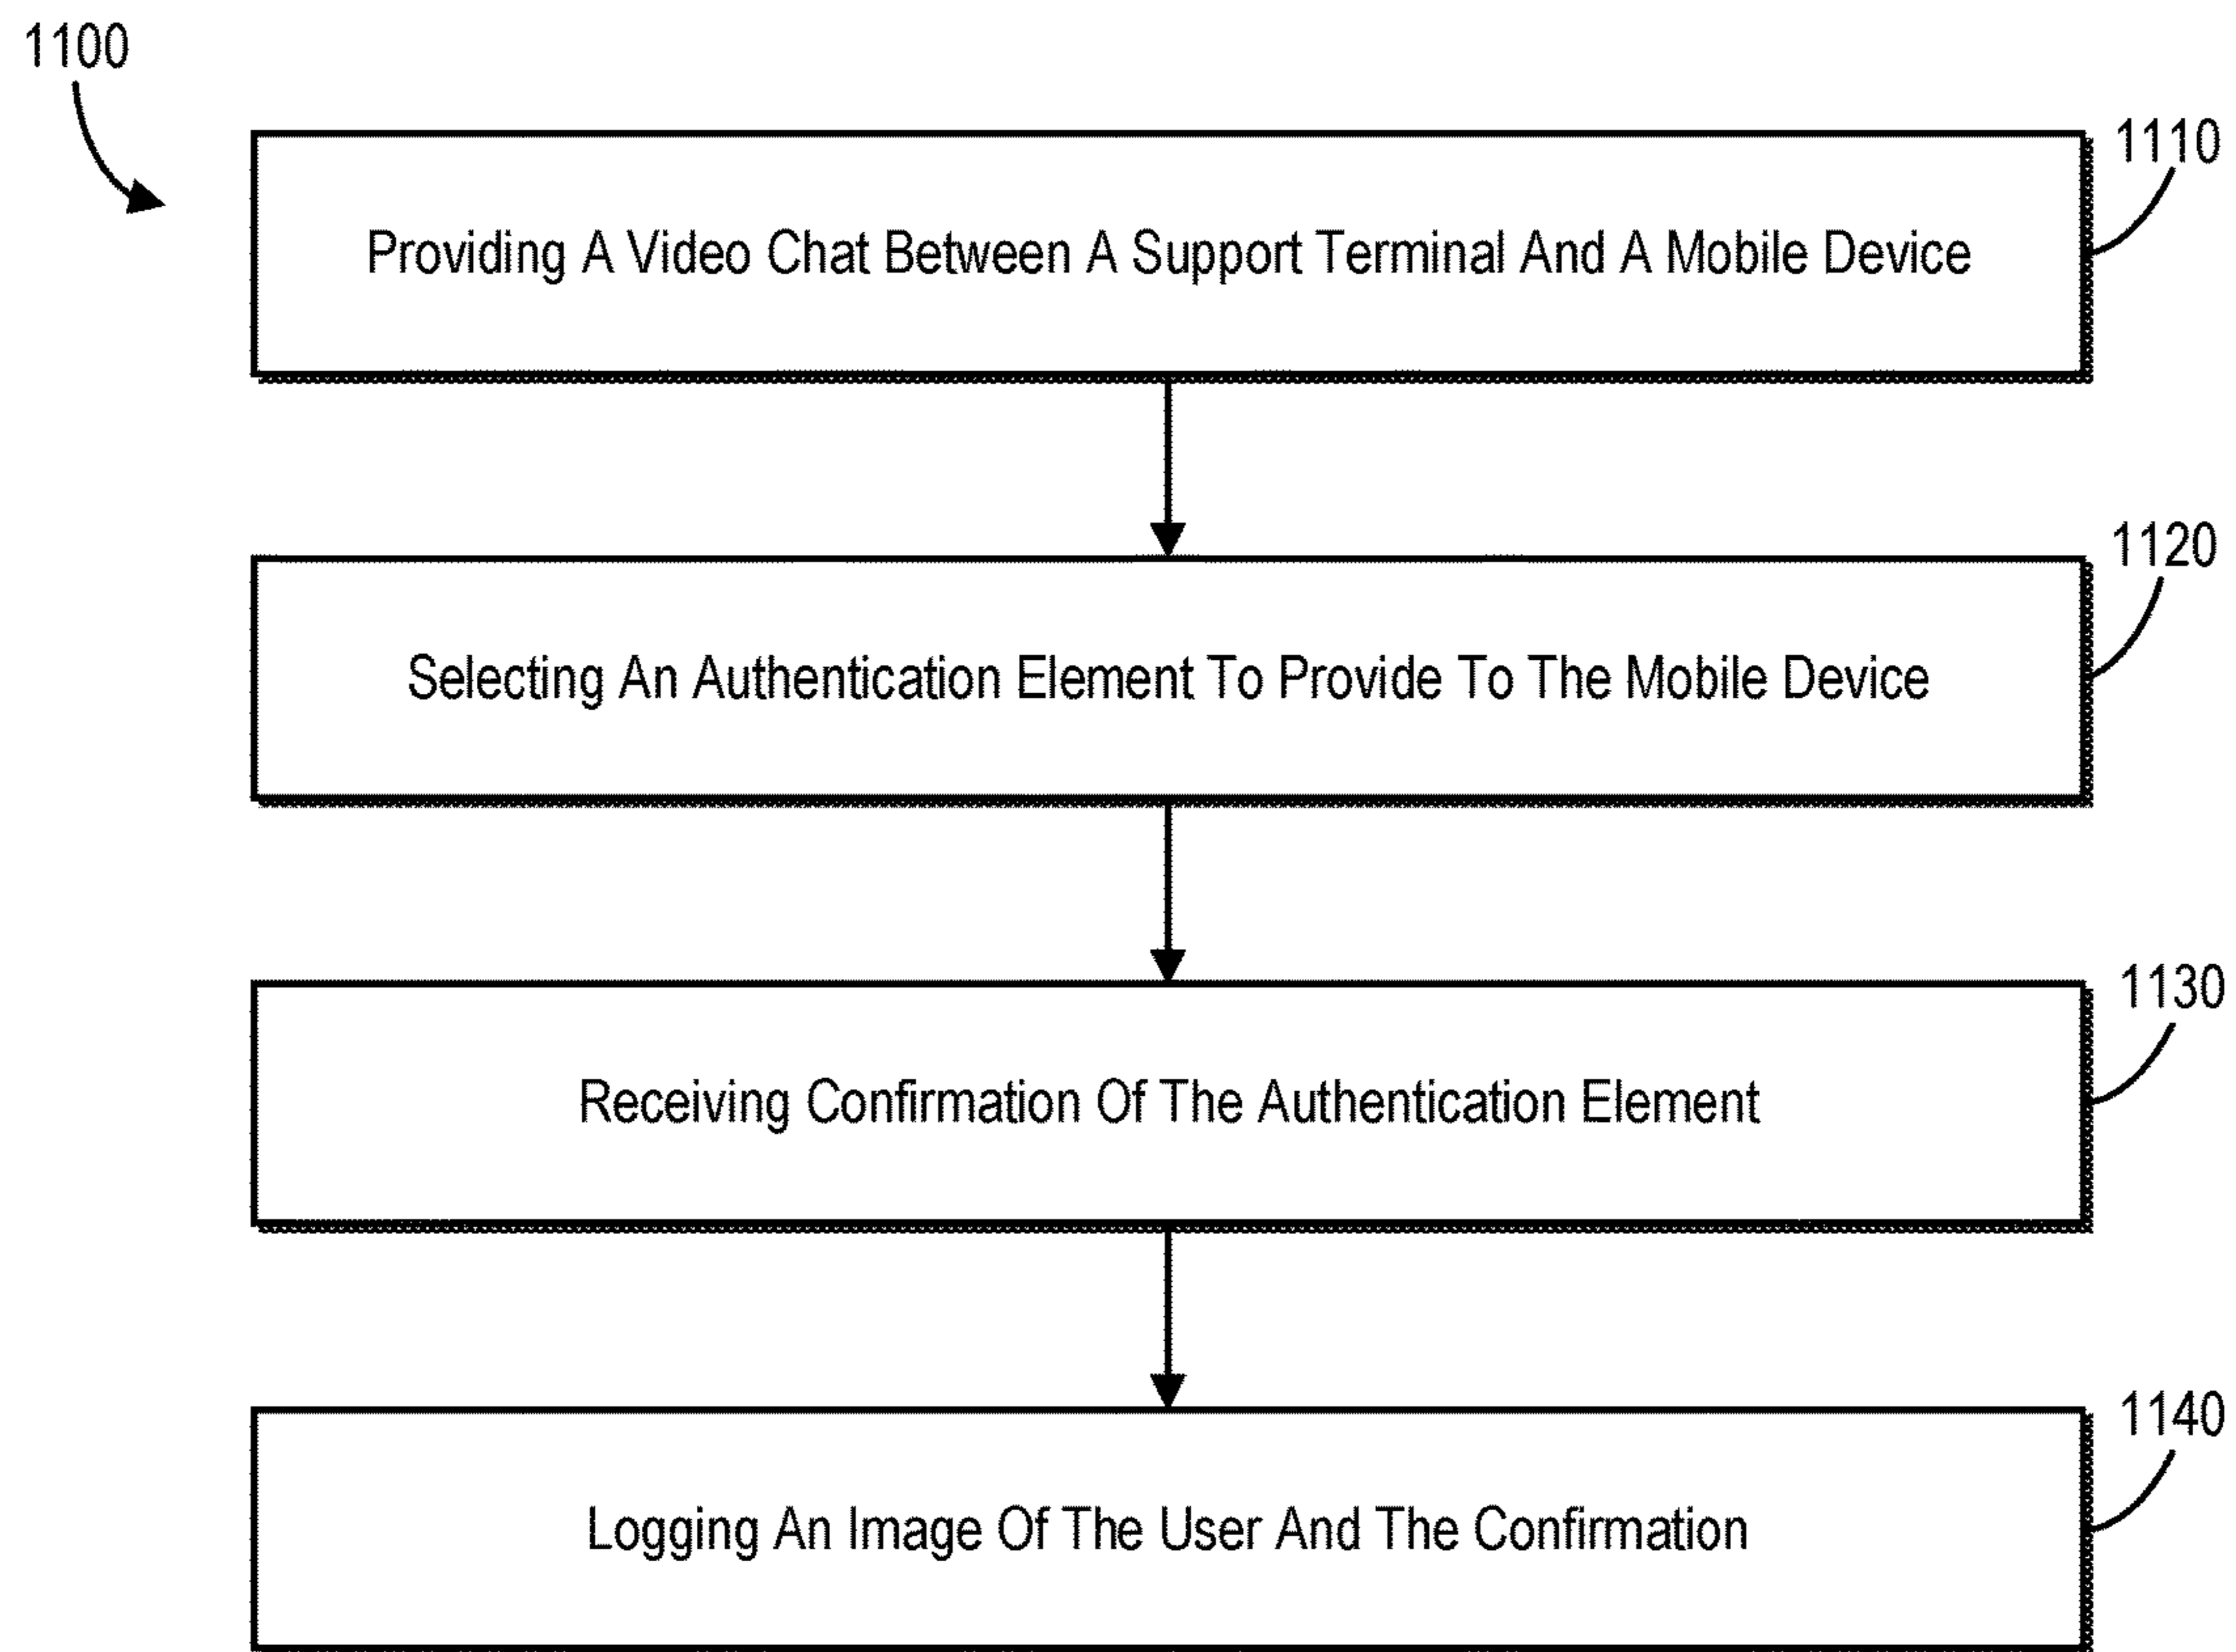 1100
1110
Providing A Video Chat Between A Support Terminal And A Mobile Device
1120
Selecting An Authentication Element To Provide To The Mobile Device
1130
Receiving Confirmation Of The Authentication Element
1140
Logging An Image Of The User And The Confirmation